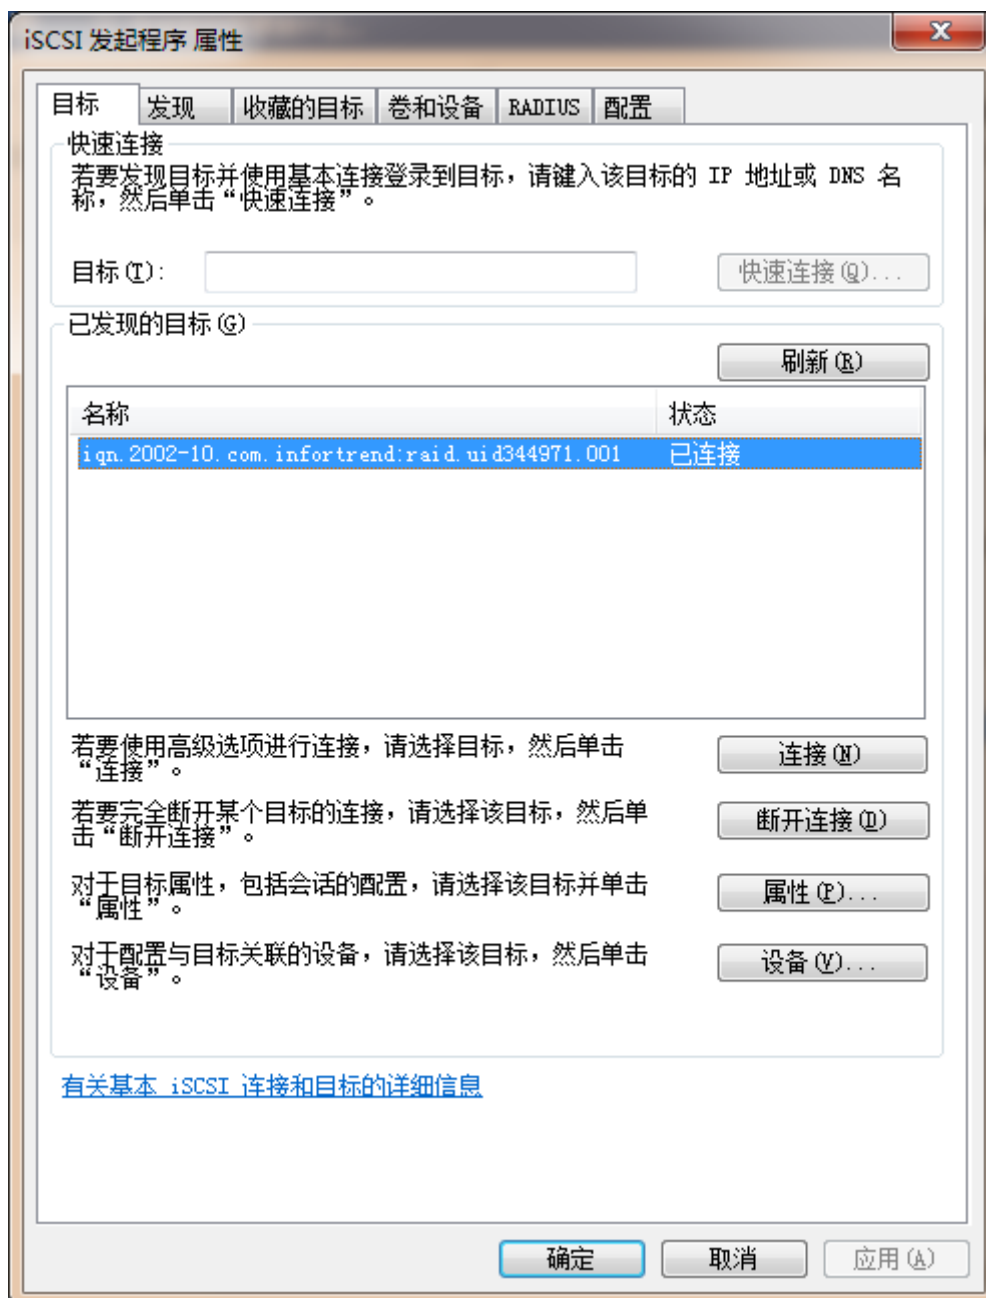 iSCSI 发起程序 属性
目标 发现 收藏的目标 卷和设备 RADIUS 配置
快速连接
若要发现目标并使用基本连接登录到目标，请键入该目标的 IP 地址或 DNS 名
称，然后单击“快速连接”。
目标(T): 快速连接(Q)...
已发现的目标(G)
刷新(R)
名称 状态
iqn.2002-10.com.infortrend:raid.uid344971.001 已连接
若要使用高级选项进行连接，请选择目标，然后单击
“连接”。
连接(N)
若要完全断开某个目标的连接，请选择该目标，然后单
击“断开连接”。
断开连接(D)
对于目标属性，包括会话的配置，请选择该目标并单击
“属性”。
属性(P)...
对于配置与目标关联的设备，请选择该目标，然后单击
“设备”。
设备(V)...
有关基本 iSCSI 连接和目标的详细信息
确定 取消 应用(A)